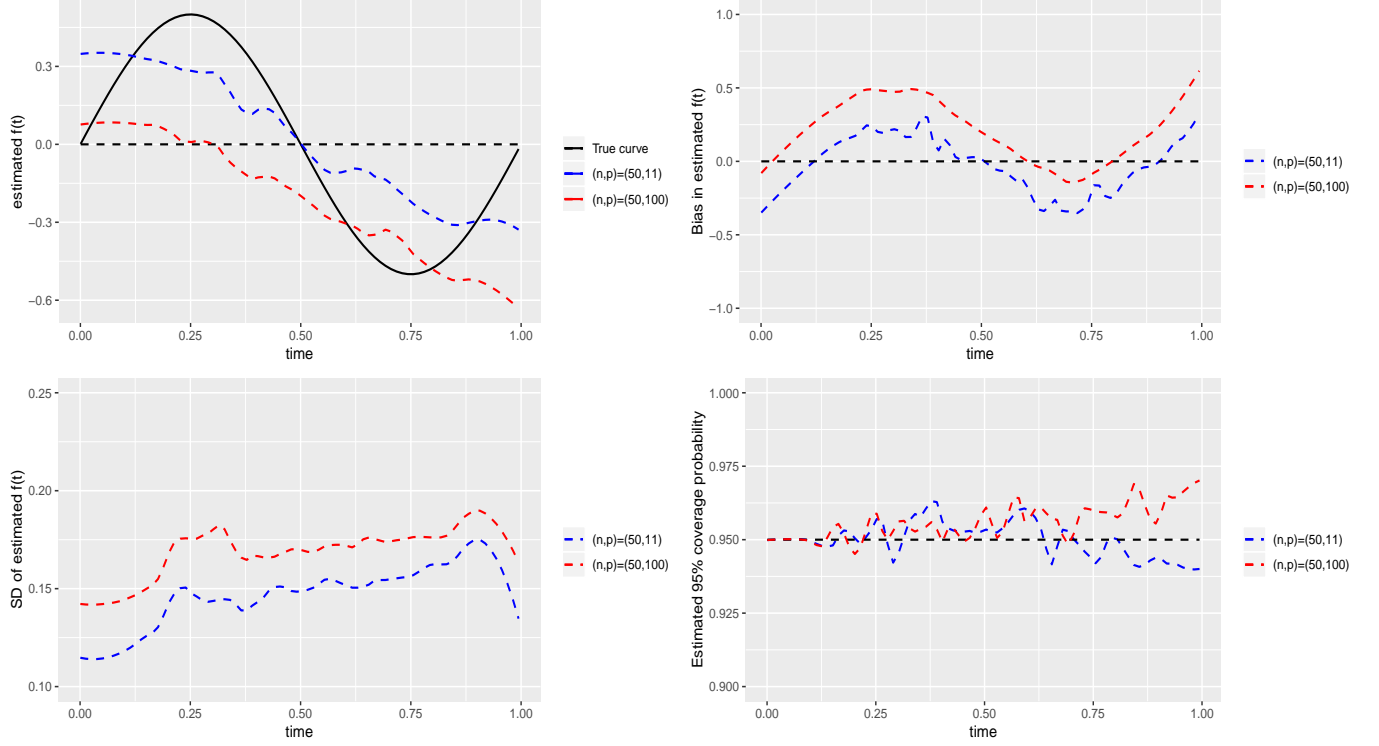 estimated f(t)
0.3
0.0
−0.3
−0.6
0.00
0.25
0.50
0.75
1.00
time
True curve
(n,p)=(50,11)
(n,p)=(50,100)
Bias in estimated f(t)
1.0
0.5
0.0
−0.5
−1.0
0.00
0.25
0.50
0.75
1.00
time
(n,p)=(50,11)
(n,p)=(50,100)
SD of estimated f(t)
0.25
0.20
0.15
0.10
0.00
0.25
0.50
0.75
1.00
time
(n,p)=(50,11)
(n,p)=(50,100)
Estimated 95% coverage probability
1.000
0.975
0.950
0.925
0.900
0.00
0.25
0.50
0.75
1.00
time
(n,p)=(50,11)
(n,p)=(50,100)